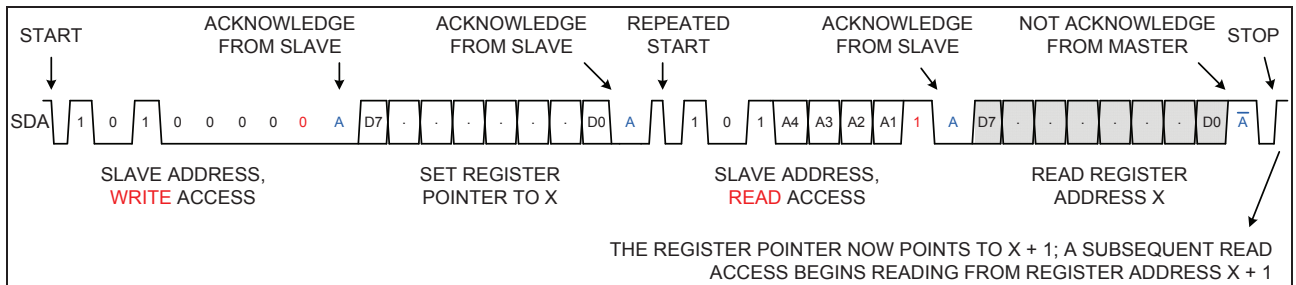 START
ACKNOWLEDGE
FROM SLAVE
ACKNOWLEDGE
FROM SLAVE
REPEATED
START
ACKNOWLEDGE
FROM SLAVE
NOT ACKNOWLEDGE
FROM MASTER
STOP
SDA 1 0 1 0 0 0 0 0 A D7 · · · · · · D0 A 1 0 1 A4 A3 A2 A1 1 A D7 · · · · · · D0 A̅
SLAVE ADDRESS,
WRITE ACCESS
SET REGISTER
POINTER TO X
SLAVE ADDRESS,
READ ACCESS
READ REGISTER
ADDRESS X
THE REGISTER POINTER NOW POINTS TO X + 1; A SUBSEQUENT READ
ACCESS BEGINS READING FROM REGISTER ADDRESS X + 1